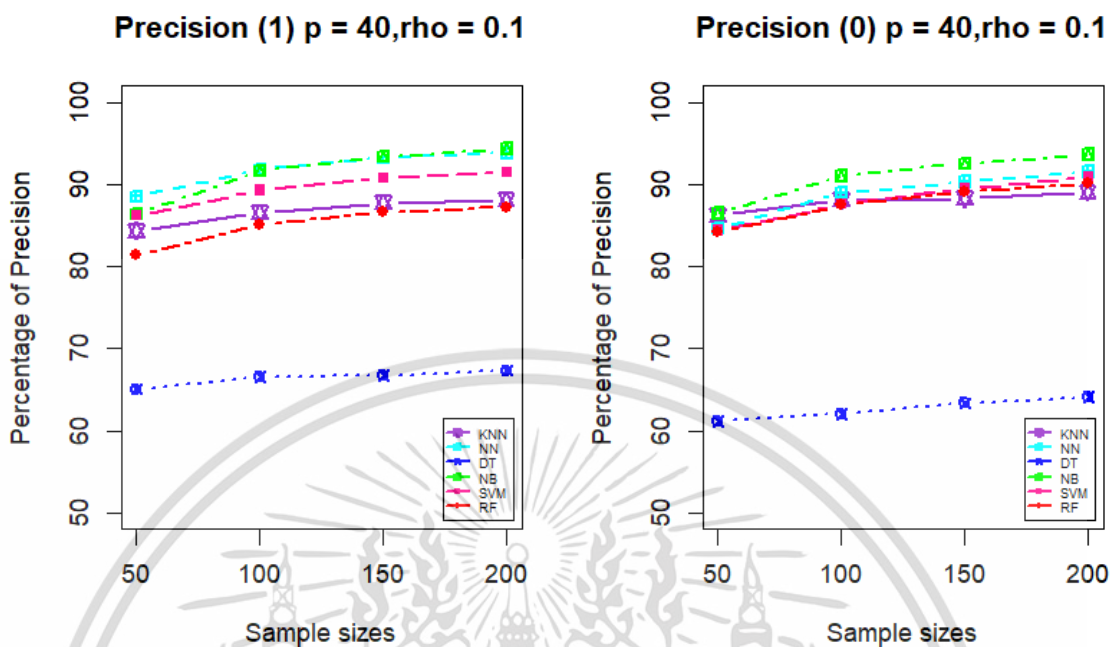 Precision (1) p = 40,rho = 0.1
Percentage of Precision
100
90
80
70
60
50
KNN
NN
DT
NB
SVM
RF
50 100 150 200
Sample sizes
Precision (0) p = 40,rho = 0.1
Percentage of Precision
100
90
80
70
60
50
KNN
NN
DT
NB
SVM
RF
50 100 150 200
Sample sizes